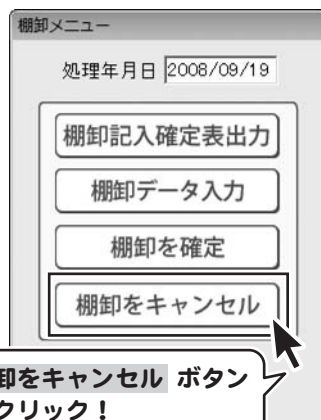 棚卸メニュー
処理年月日 2008/09/19
棚卸記入確定表出力
棚卸データ入力
棚卸を確定
棚卸をキャンセル
卸をキャンセル ボタン
クリック！